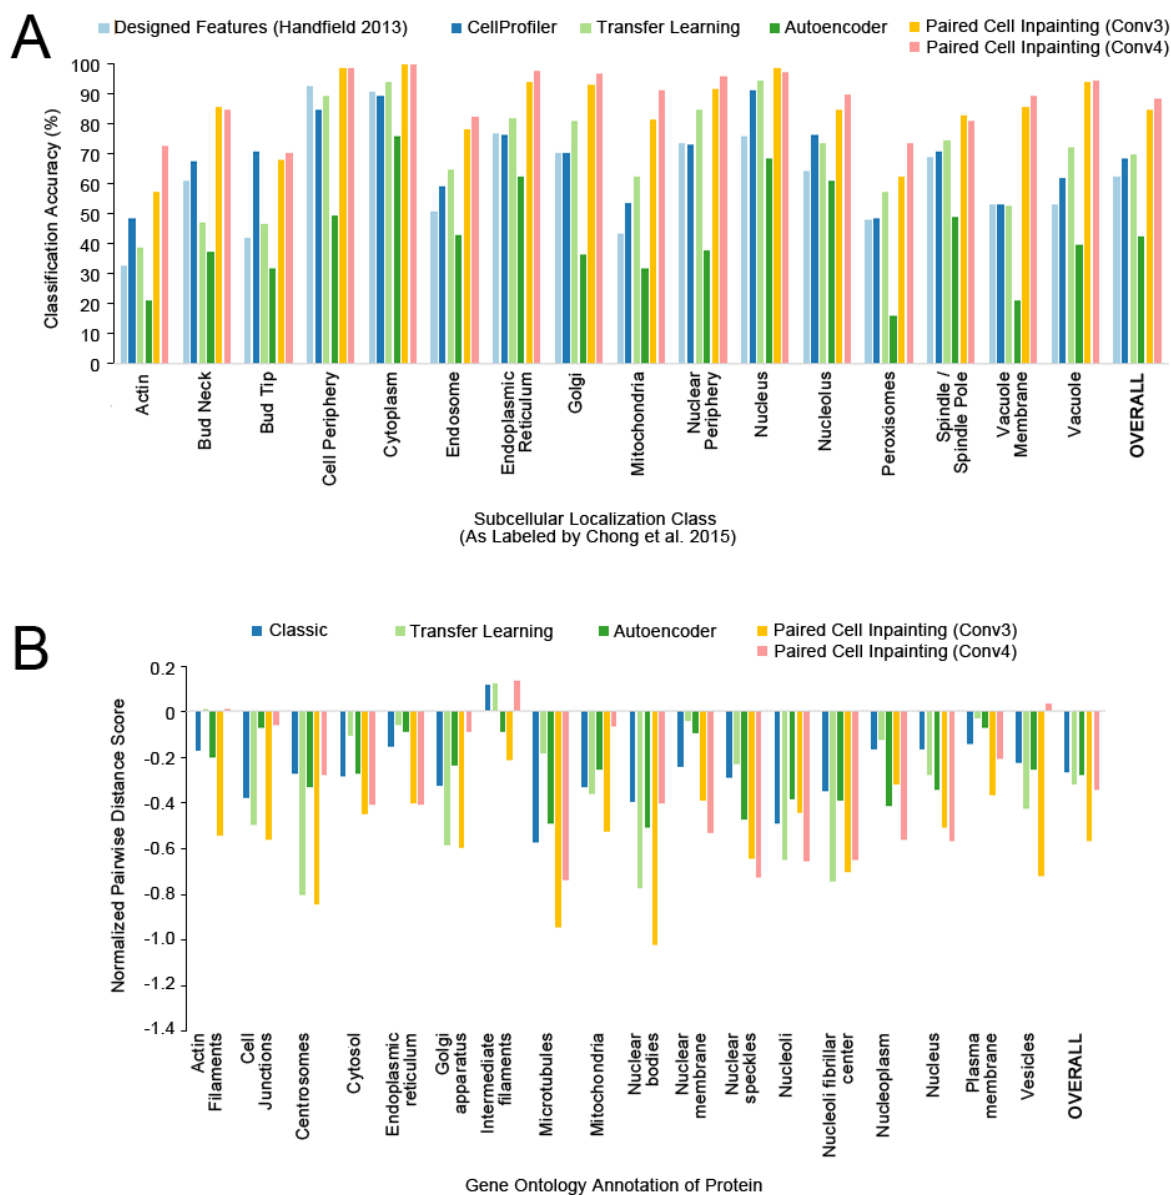 A
Designed Features (Handfield 2013)
CellProfiler
Transfer Learning
Autoencoder
Paired Cell Inpainting (Conv3)
Paired Cell Inpainting (Conv4)
Classification Accuracy (%)
100
90
80
70
60
50
40
30
20
10
0
Actin
Bud Neck
Bud Tip
Cell Periphery
Cytoplasm
Endosome
Endoplasmic
Reticulum
Golgi
Mitochondria
Nuclear
Periphery
Nucleus
Nucleolus
Peroxisomes
Spindle /
Spindle Pole
Vacuole
Membrane
Vacuole
OVERALL
Subcellular Localization Class
(As Labeled by Chong et al. 2015)
B
Classic
Transfer Learning
Autoencoder
Paired Cell Inpainting (Conv3)
Paired Cell Inpainting (Conv4)
Normalized Pairwise Distance Score
0.2
0
-0.2
-0.4
-0.6
-0.8
-1.0
-1.2
-1.4
Actin
Filaments
Cell
Junctions
Centrosomes
Cytosol
Endoplasmic
reticulum
Golgi
apparatus
Intermediate
filaments
Microtubules
Mitochondria
Nuclear
bodies
Nuclear
membrane
Nuclear
speckles
Nucleoli
Nucleoli fibrillar
center
Nucleoplasm
Nucleus
Plasma
membrane
Vesicles
OVERALL
Gene Ontology Annotation of Protein